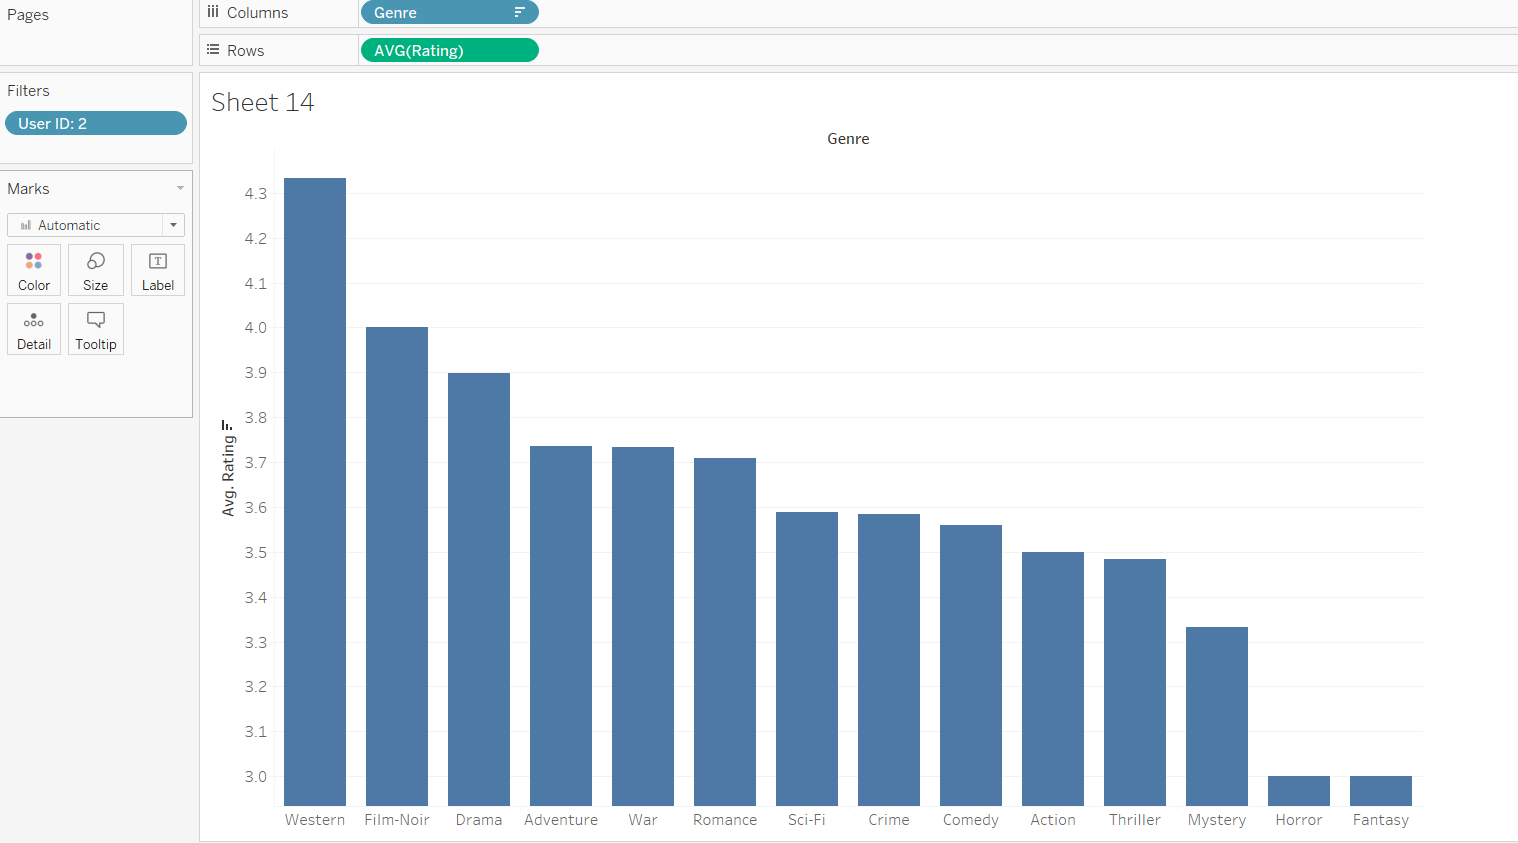 Pages
Columns
Genre
Rows
AVG(Rating)
Filters
User ID: 2
Marks
Automatic
Color
Size
Label
Detail
Tooltip
Sheet 14
Genre
Avg. Rating
4.3
4.2
4.1
4.0
3.9
3.8
3.7
3.6
3.5
3.4
3.3
3.2
3.1
3.0
Western Film-Noir Drama Adventure War Romance Sci-Fi Crime Comedy Action Thriller Mystery Horror Fantasy